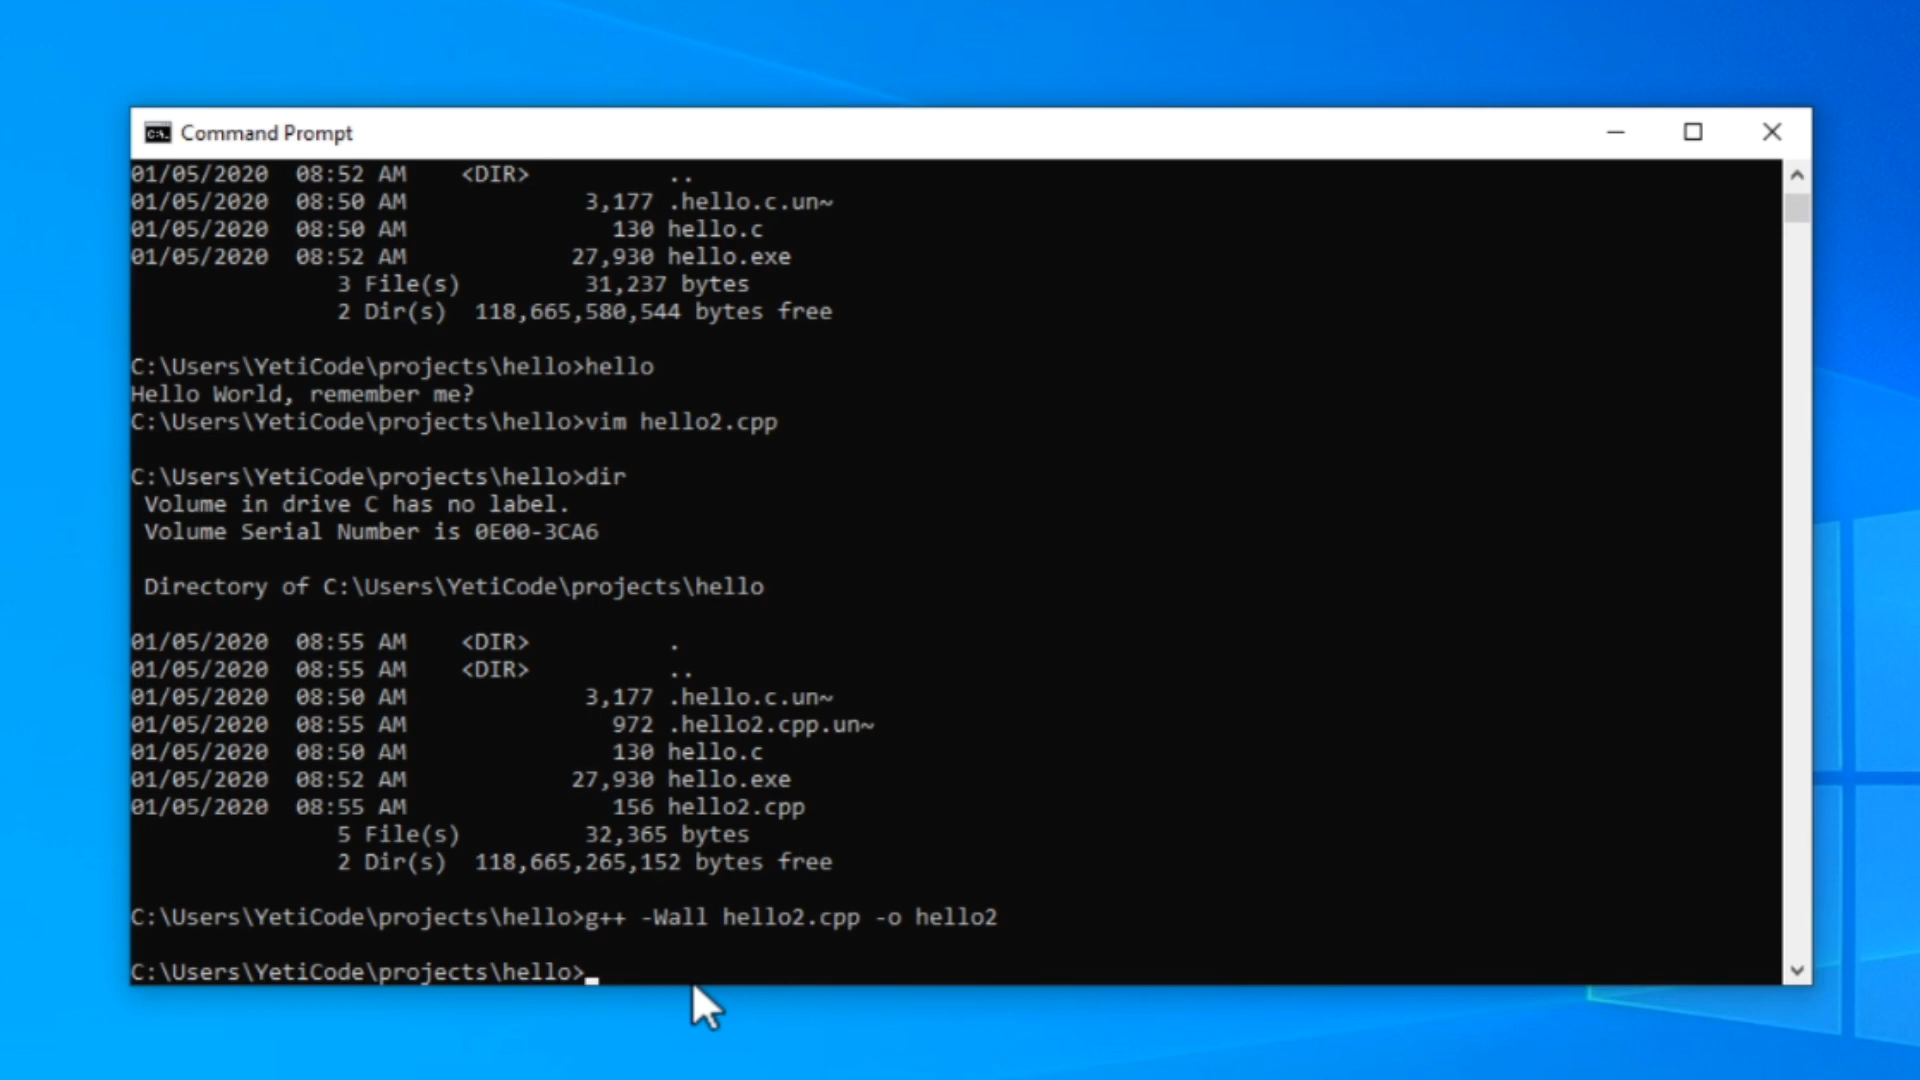 Command Prompt
01/05/2020  08:52 AM    <DIR>          ..
01/05/2020  08:50 AM             3,177 .hello.c.un~
01/05/2020  08:50 AM               130 hello.c
01/05/2020  08:52 AM            27,930 hello.exe
               3 File(s)         31,237 bytes
               2 Dir(s)  118,665,580,544 bytes free
C:\Users\YetiCode\projects\hello>hello
Hello World, remember me?
C:\Users\YetiCode\projects\hello>vim hello2.cpp
C:\Users\YetiCode\projects\hello>dir
 Volume in drive C has no label.
 Volume Serial Number is 0E00-3CA6
 Directory of C:\Users\YetiCode\projects\hello
01/05/2020  08:55 AM    <DIR>          .
01/05/2020  08:55 AM    <DIR>          ..
01/05/2020  08:50 AM             3,177 .hello.c.un~
01/05/2020  08:55 AM               972 .hello2.cpp.un~
01/05/2020  08:50 AM               130 hello.c
01/05/2020  08:52 AM            27,930 hello.exe
01/05/2020  08:55 AM               156 hello2.cpp
               5 File(s)         32,365 bytes
               2 Dir(s)  118,665,265,152 bytes free
C:\Users\YetiCode\projects\hello>g++ -Wall hello2.cpp -o hello2
C:\Users\YetiCode\projects\hello>